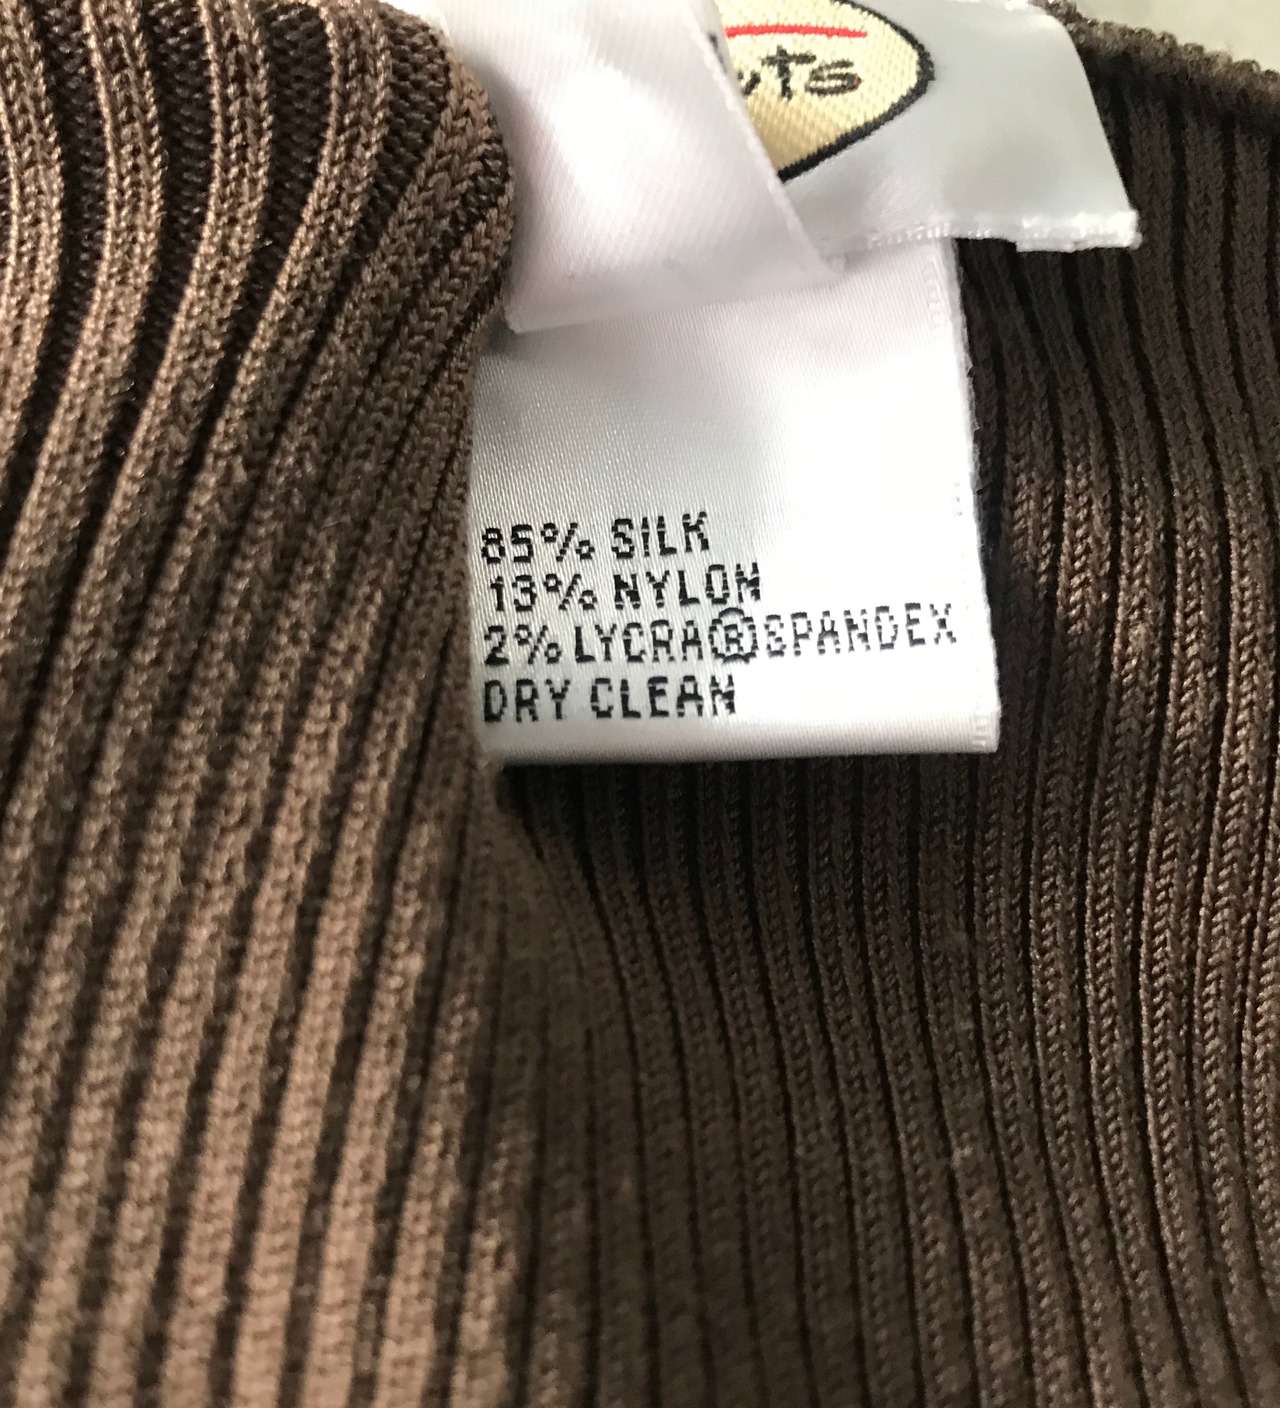 85% SILK
13% NYLON
2% LYCRA®SPANDEX
DRY CLEAN